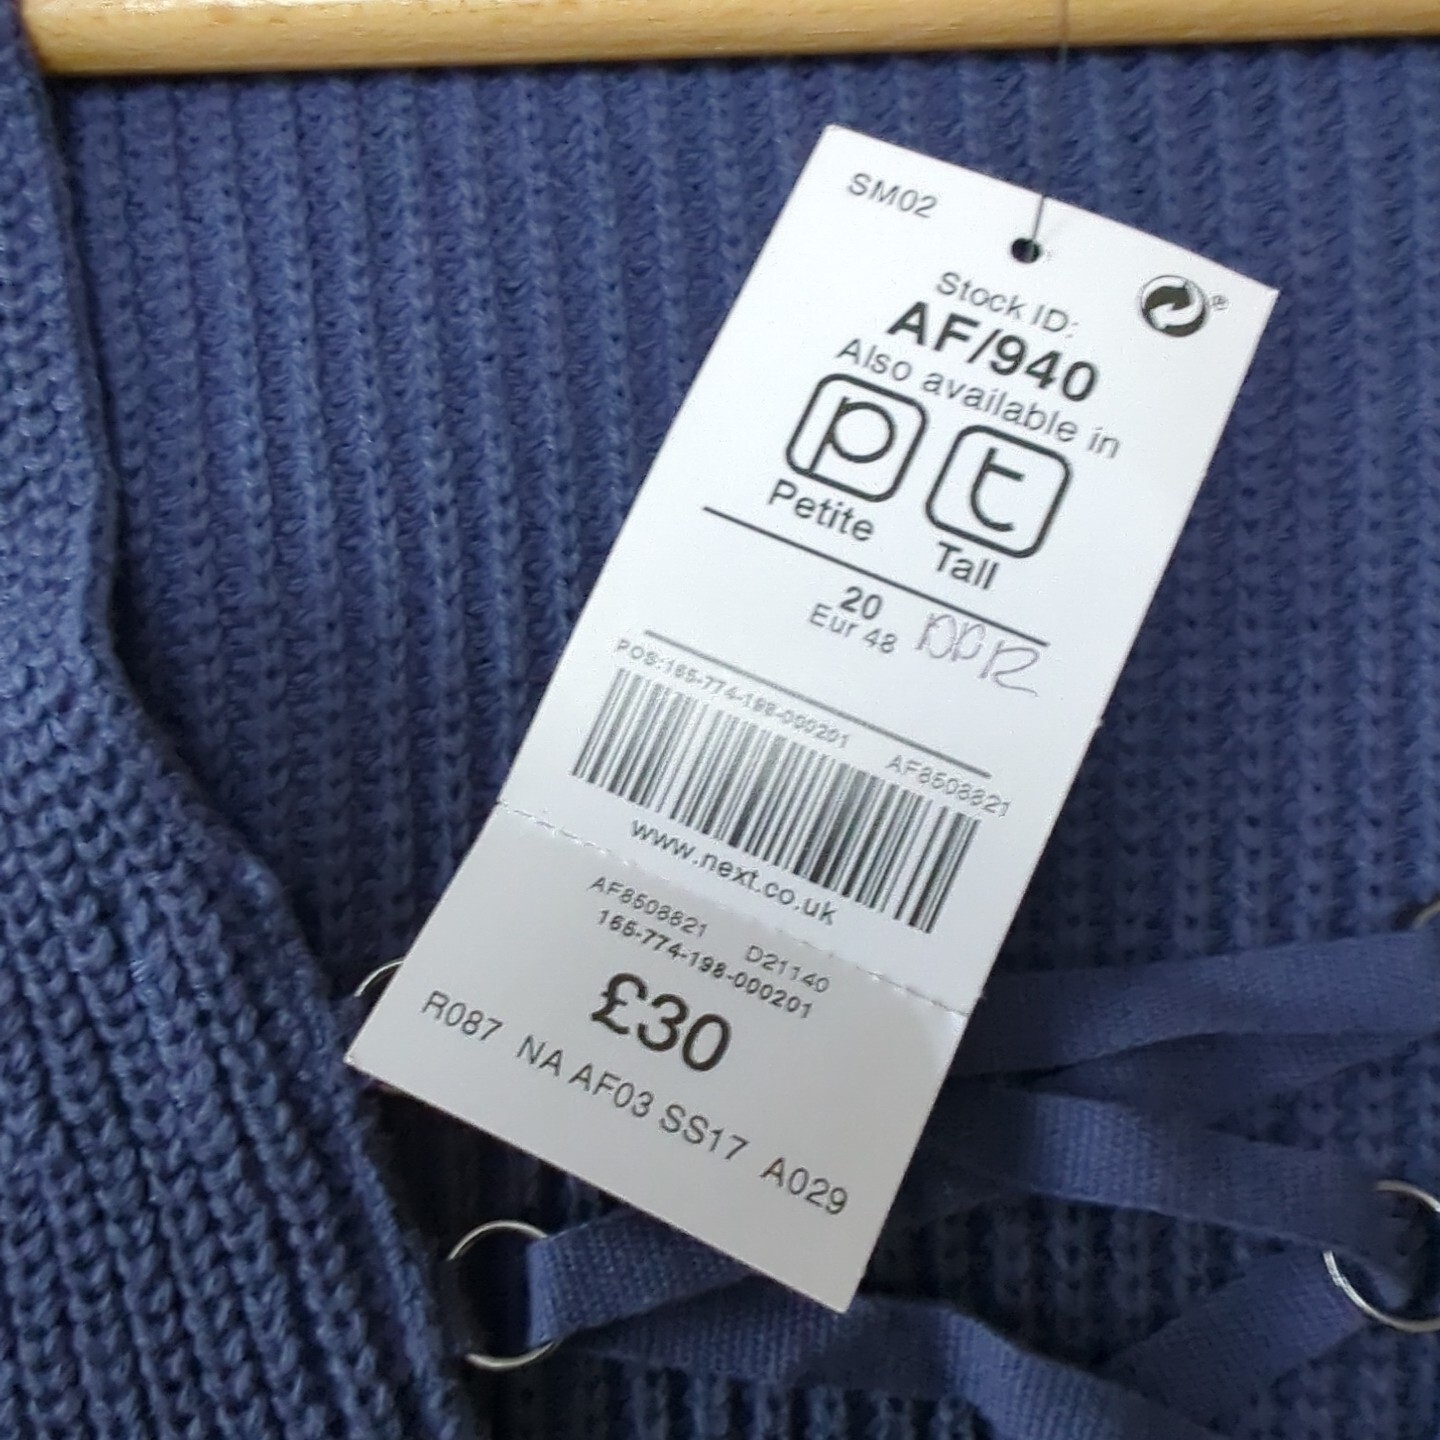 SM02
Stock ID:
AF/940
Also available in
p t
Petite Tall
20
Eur 48
POS:165-774-198-000201 AF8508821
www.next.co.uk
AF8508821 D21140
165-774-198-000201
£30
R087 NA AF03 SS17 A029